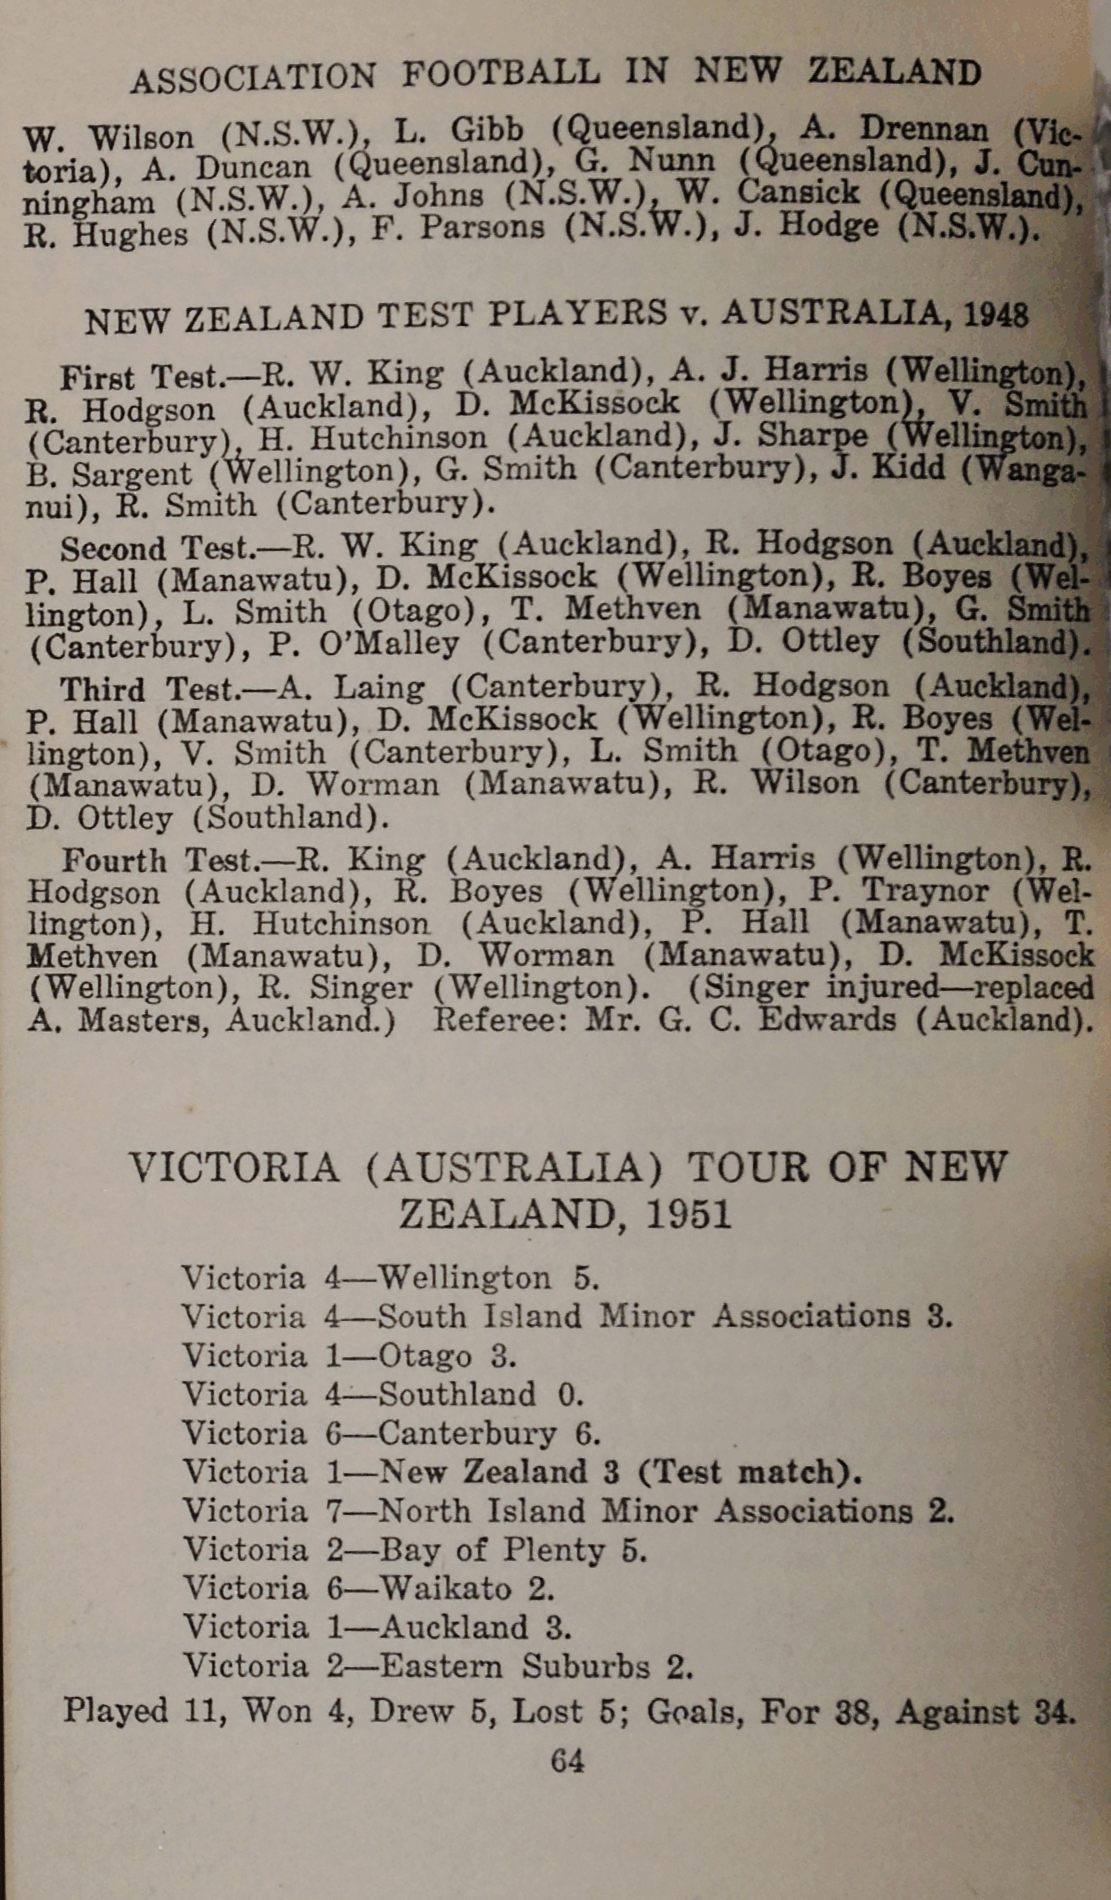 ASSOCIATION FOOTBALL IN NEW ZEALAND
W. Wilson (N.S.W.), L. Gibb (Queensland), A. Drennan (Vic-
toria), A. Duncan (Queensland), G. Nunn (Queensland), J. Cun-
ningham (N.S.W.), A. Johns (N.S.W.), W. Cansick (Queensland),
R. Hughes (N.S.W.), F. Parsons (N.S.W.), J. Hodge (N.S.W.).
NEW ZEALAND TEST PLAYERS v. AUSTRALIA, 1948
First Test.—R. W. King (Auckland), A. J. Harris (Wellington),
R. Hodgson (Auckland), D. McKissock (Wellington), V. Smith
(Canterbury), H. Hutchinson (Auckland), J. Sharpe (Wellington),
B. Sargent (Wellington), G. Smith (Canterbury), J. Kidd (Wanga-
nui), R. Smith (Canterbury).
Second Test.—R. W. King (Auckland), R. Hodgson (Auckland),
P. Hall (Manawatu), D. McKissock (Wellington), R. Boyes (Wel-
lington), L. Smith (Otago), T. Methven (Manawatu), G. Smith
(Canterbury), P. O'Malley (Canterbury), D. Ottley (Southland).
Third Test.—A. Laing (Canterbury), R. Hodgson (Auckland),
P. Hall (Manawatu), D. McKissock (Wellington), R. Boyes (Wel-
lington), V. Smith (Canterbury), L. Smith (Otago), T. Methven
(Manawatu), D. Worman (Manawatu), R. Wilson (Canterbury),
D. Ottley (Southland).
Fourth Test.—R. King (Auckland), A. Harris (Wellington), R.
Hodgson (Auckland), R. Boyes (Wellington), P. Traynor (Wel-
lington), H. Hutchinson (Auckland), P. Hall (Manawatu), T.
Methven (Manawatu), D. Worman (Manawatu), D. McKissock
(Wellington), R. Singer (Wellington). (Singer injured—replaced
A. Masters, Auckland.) Referee: Mr. G. C. Edwards (Auckland).
VICTORIA (AUSTRALIA) TOUR OF NEW
ZEALAND, 1951
Victoria 4—Wellington 5.
Victoria 4—South Island Minor Associations 3.
Victoria 1—Otago 3.
Victoria 4—Southland 0.
Victoria 6—Canterbury 6.
Victoria 1—New Zealand 3 (Test match).
Victoria 7—North Island Minor Associations 2.
Victoria 2—Bay of Plenty 5.
Victoria 6—Waikato 2.
Victoria 1—Auckland 3.
Victoria 2—Eastern Suburbs 2.
Played 11, Won 4, Drew 5, Lost 5; Goals, For 38, Against 34.
64